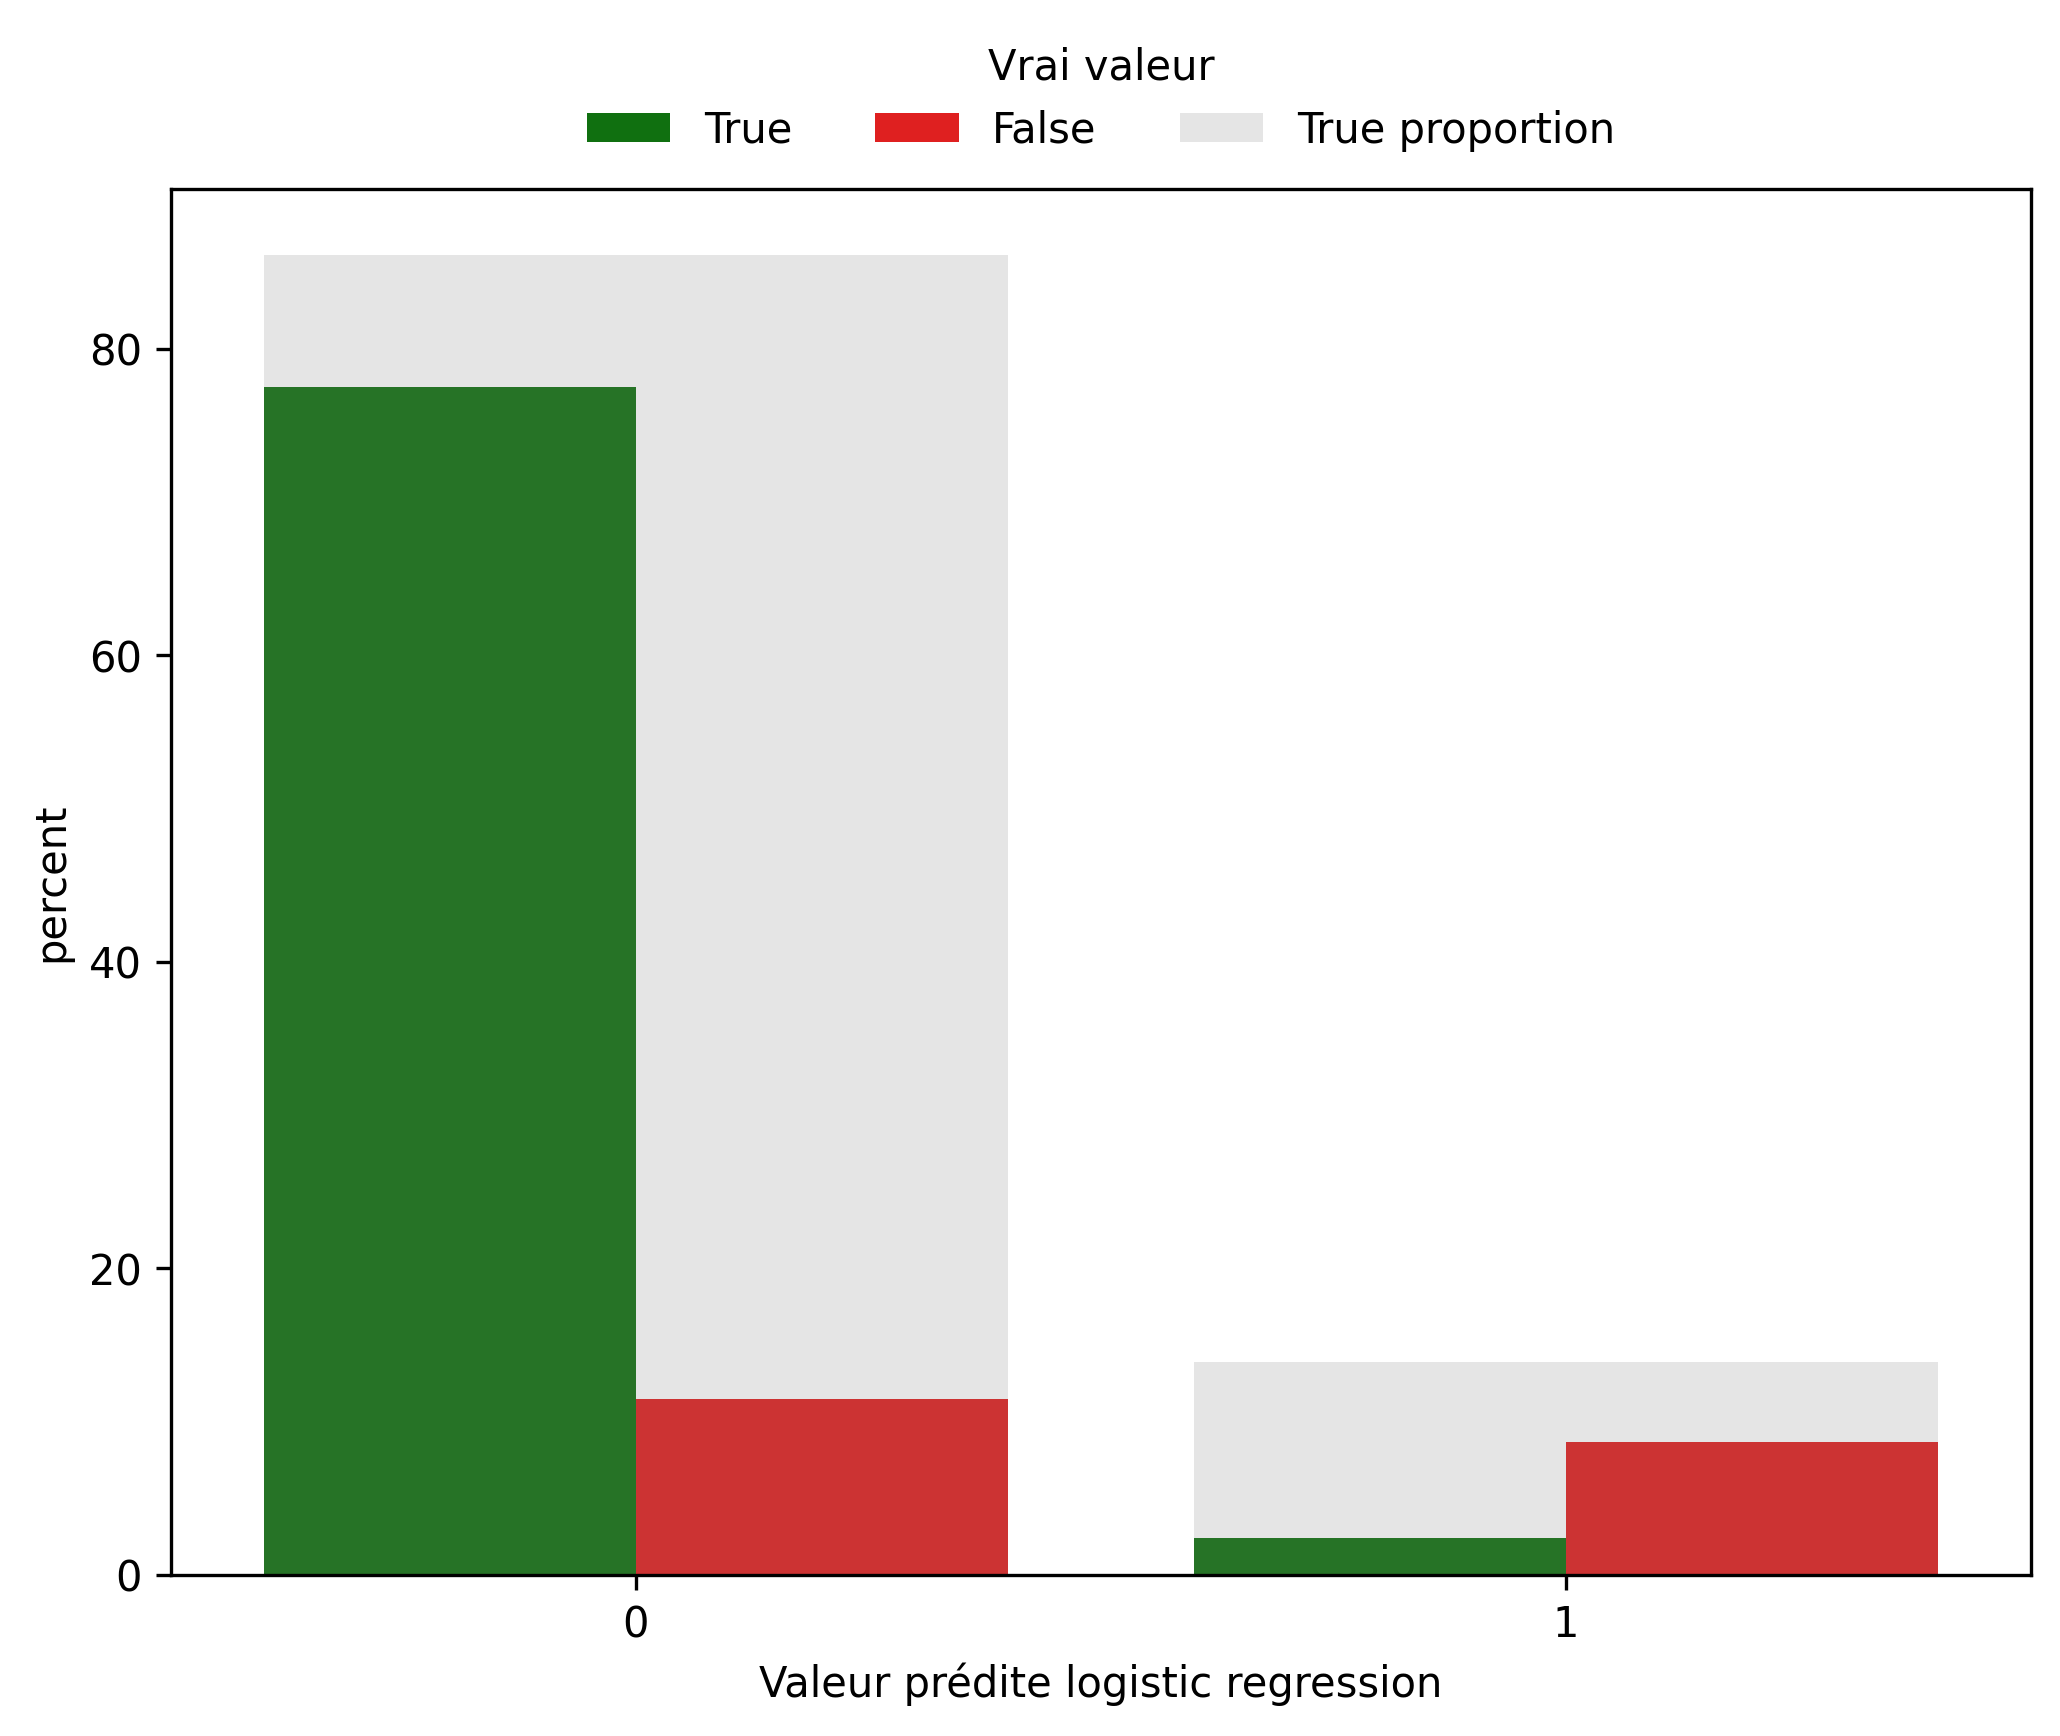 Vrai valeur
True False True proportion
80
60
40
20
0
percent
0 1
Valeur prédite logistic regression